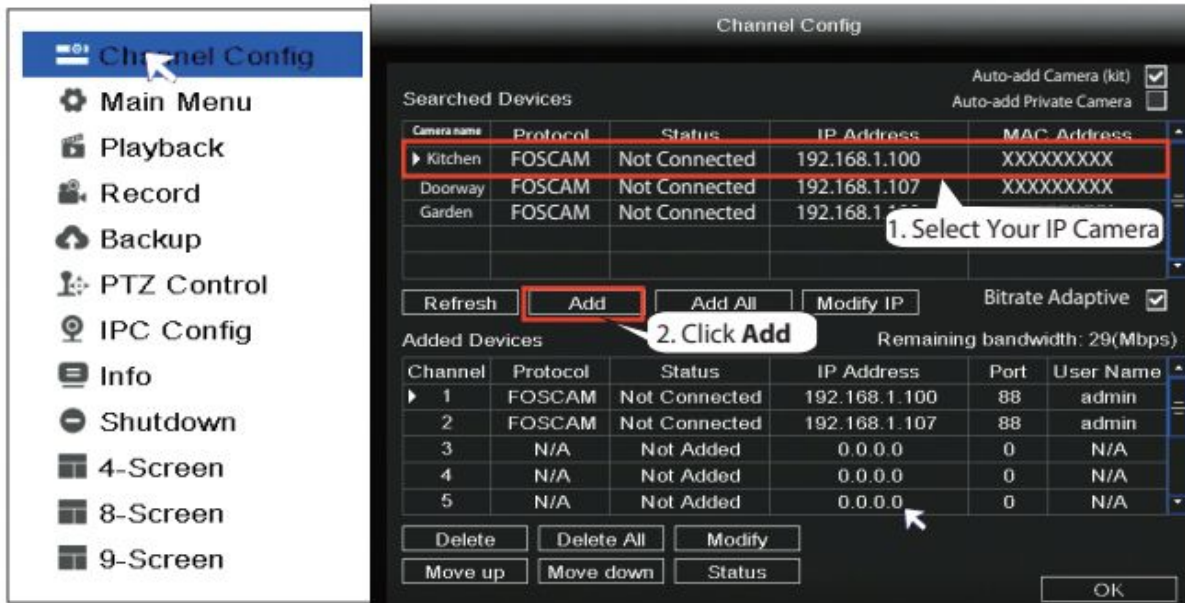 Channel Config
Main Menu
Playback
Record
Backup
PTZ Control
IPC Config
Info
Shutdown
4-Screen
8-Screen
9-Screen
Channel Config
Auto-add Camera (kit)
Searched Devices Auto-add Private Camera
Camera name Protocol Status IP Address MAC Address
Kitchen FOSCAM Not Connected 192.168.1.100 XXXXXXXXX
Doorway FOSCAM Not Connected 192.168.1.107 XXXXXXXXX
Garden FOSCAM Not Connected
1. Select Your IP Camera
Refresh Add Add All Modify IP Bitrate Adaptive
2. Click Add
Added Devices Remaining bandwidth: 29(Mbps)
Channel Protocol Status IP Address Port User Name
1 FOSCAM Not Connected 192.168.1.100 88 admin
2 FOSCAM Not Connected 192.168.1.107 88 admin
3 N/A Not Added 0.0.0.0 0 N/A
4 N/A Not Added 0.0.0.0 0 N/A
5 N/A Not Added 0.0.0.0 0 N/A
Delete Delete All Modify
Move up Move down Status
OK